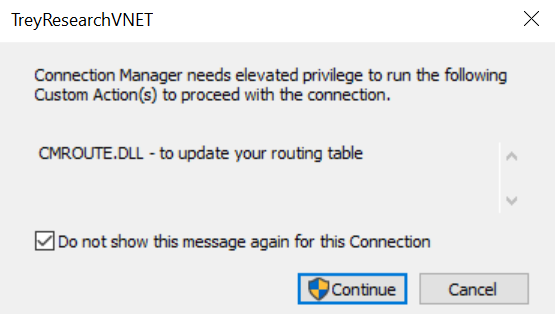 TreyResearchVNET
Connection Manager needs elevated privilege to run the following
Custom Action(s) to proceed with the connection.
CMROUTE.DLL - to update your routing table
Do not show this message again for this Connection
Continue
Cancel